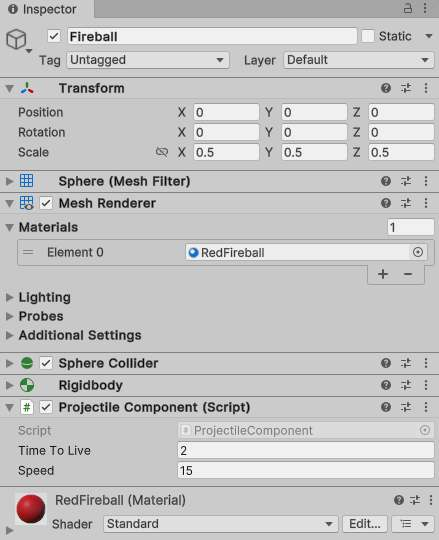 Inspector
Fireball Static
Tag Untagged Layer Default
Transform
Position X 0 Y 0 Z 0
Rotation X 0 Y 0 Z 0
Scale X 0.5 Y 0.5 Z 0.5
Sphere (Mesh Filter)
Mesh Renderer
Materials 1
Element 0 RedFireball
Lighting
Probes
Additional Settings
Sphere Collider
Rigidbody
# Projectile Component (Script)
Script # ProjectileComponent
Time To Live 2
Speed 15
RedFireball (Material)
Shader Standard Edit...